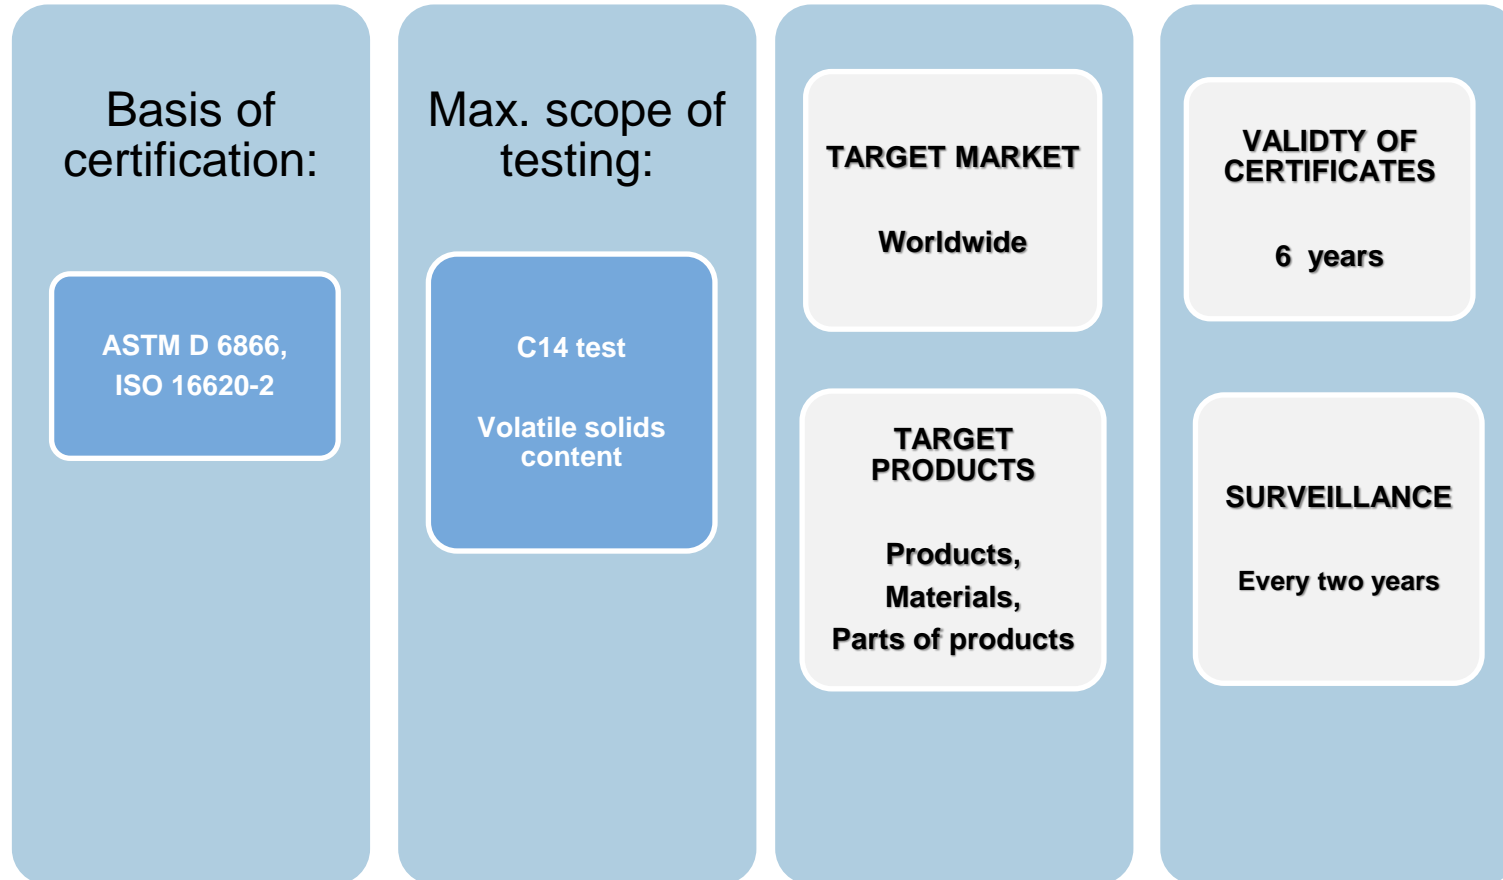 Basis of
certification:
ASTM D 6866,
ISO 16620-2
Max. scope of
testing:
C14 test
Volatile solids
content
TARGET MARKET
Worldwide
TARGET
PRODUCTS
Products,
Materials,
Parts of products
VALIDTY OF
CERTIFICATES
6 years
SURVEILLANCE
Every two years